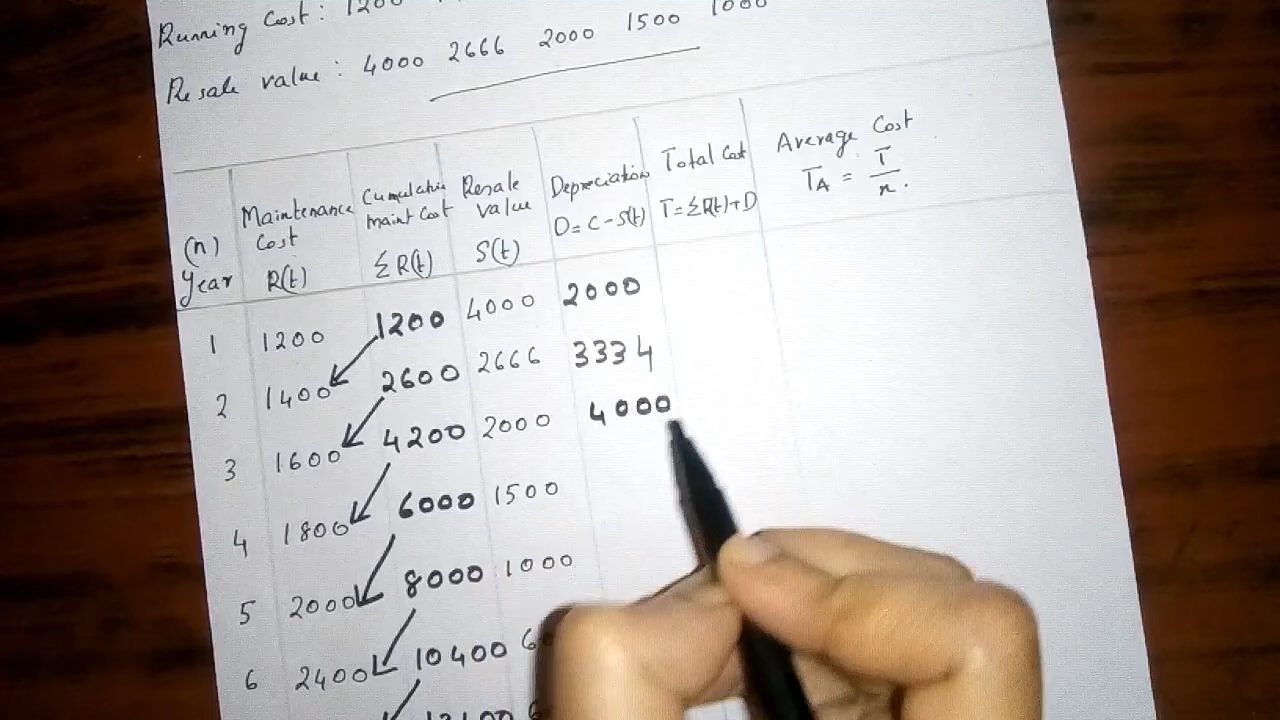 Running Cost : 1200
Resale value : 4000 2666 2000 1500 1000
(n) Year
Maintenance Cost R(t)
Cumulative maint Cost ΣR(t)
Resale value S(t)
Depreciation D = C - S(t)
Total Cost T = ΣR(t) + D
Average Cost TA = T/n.
1 1200 1200 4000 2000
2 1400 2600 2666 3334
3 1600 4200 2000 4000
4 1800 6000 1500
5 2000 8000 1000
6 2400 10400